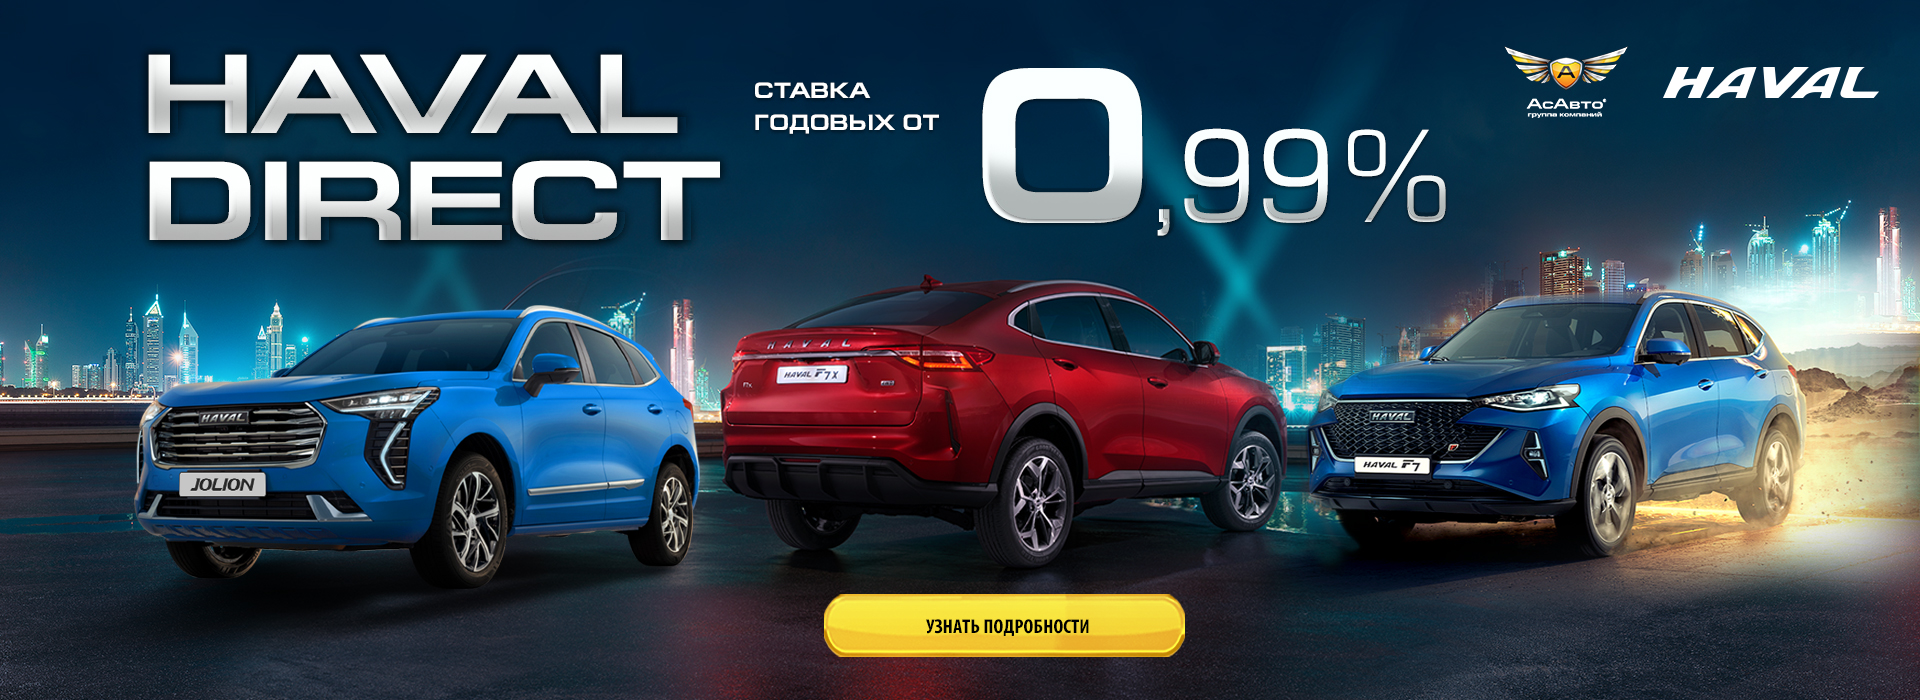 HAVAL
DIRECT
СТАВКА
ГОДОВЫХ ОТ
0,99%
А
АсАвто®
группа компаний
HAVAL
HAVAL
JOLION
HAVAL
HAVAL F7X
HAVAL
HAVAL F7
УЗНАТЬ ПОДРОБНОСТИ